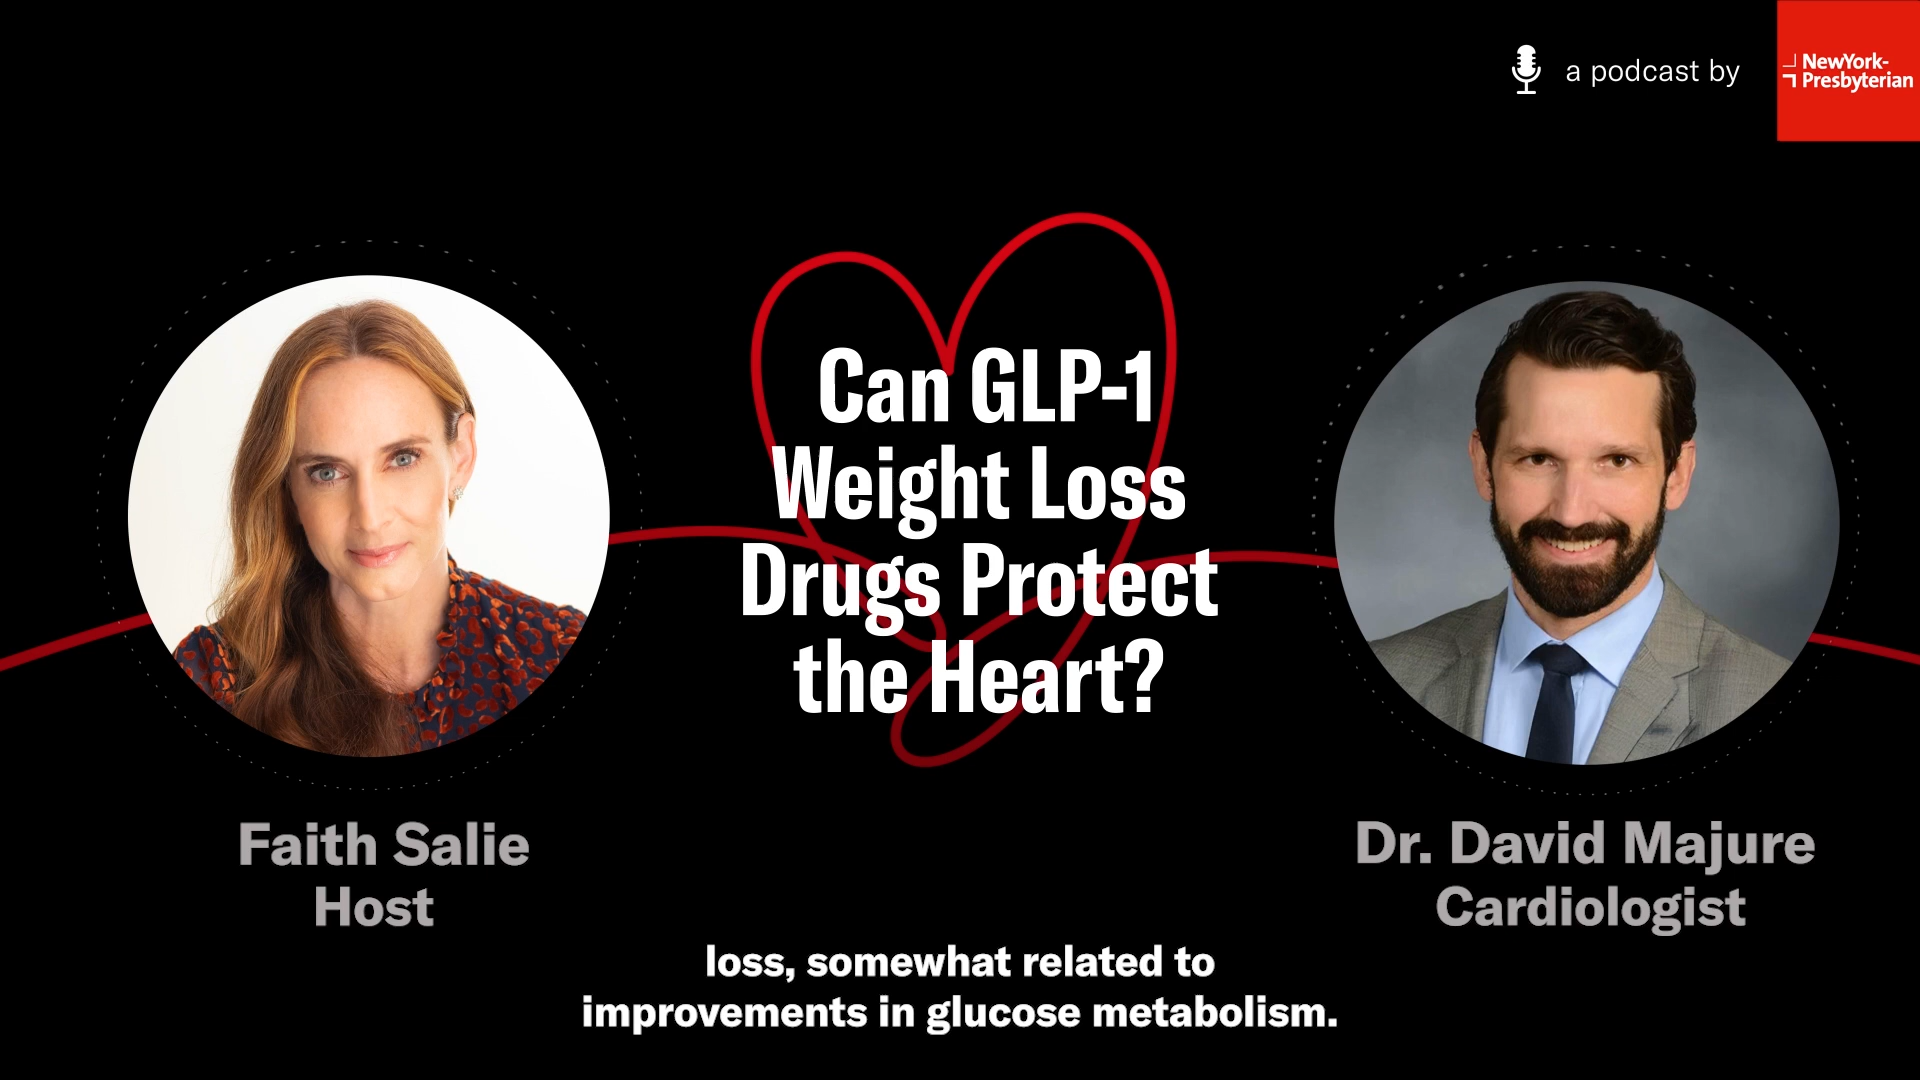 a podcast by
NewYork-
Presbyterian
Can GLP-1
Weight Loss
Drugs Protect
the Heart?
Faith Salie
Host
Dr. David Majure
Cardiologist
loss, somewhat related to
improvements in glucose metabolism.